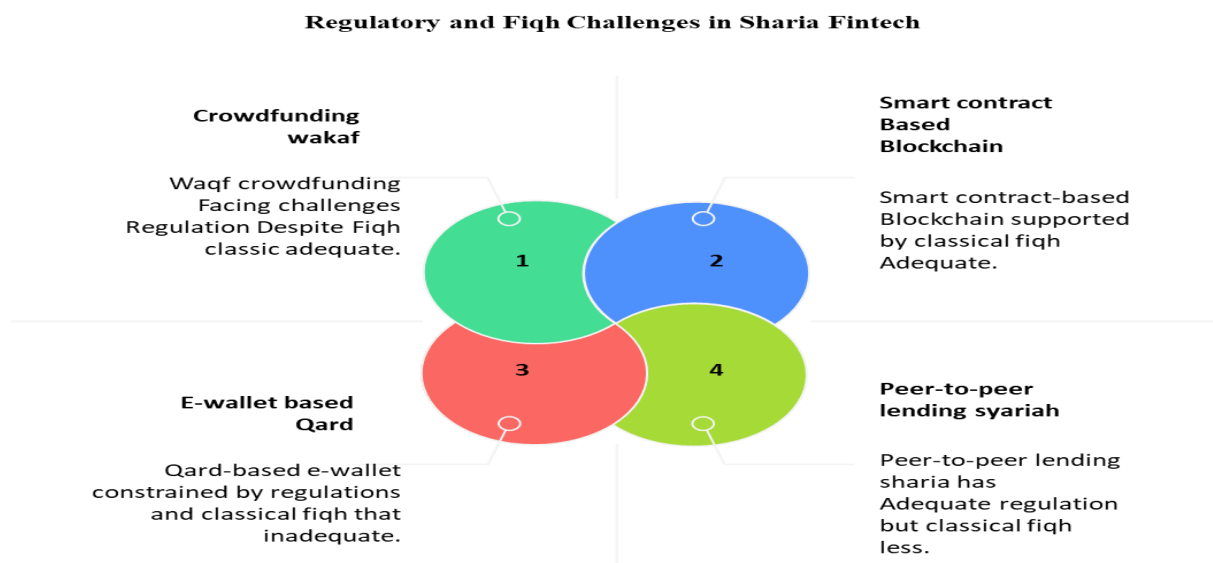 Regulatory and Fiqh Challenges in Sharia Fintech
Crowdfunding
wakaf
Waqf crowdfunding
Facing challenges
Regulation Despite Fiqh
classic adequate.
Smart contract
Based
Blockchain
Smart contract-based
Blockchain supported
by classical fiqh
Adequate.
1
2
3
4
E-wallet based
Qard
Qard-based e-wallet
constrained by regulations
and classical fiqh that
inadequate.
Peer-to-peer
lending syariah
Peer-to-peer lending
sharia has
Adequate regulation
but classical fiqh
less.